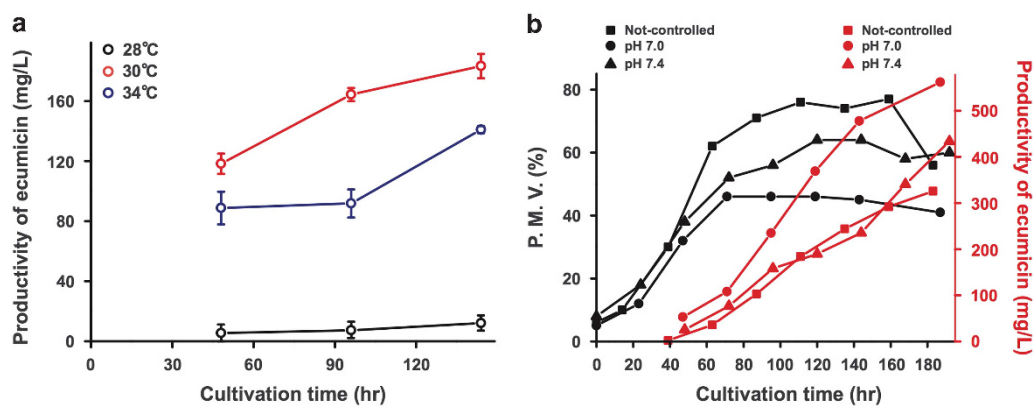 a
Productivity of ecumicin (mg/L)
160
120
80
40
0
28℃
30℃
34℃
0
30
60
90
120
Cultivation time (hr)
b
Not-controlled
pH 7.0
pH 7.4
Not-controlled
pH 7.0
pH 7.4
P. M. V. (%)
80
60
40
20
0
0
20
40
60
80
100
120
140
160
180
Cultivation time (hr)
500
400
300
200
100
0
Productivity of ecumicin (mg/L)